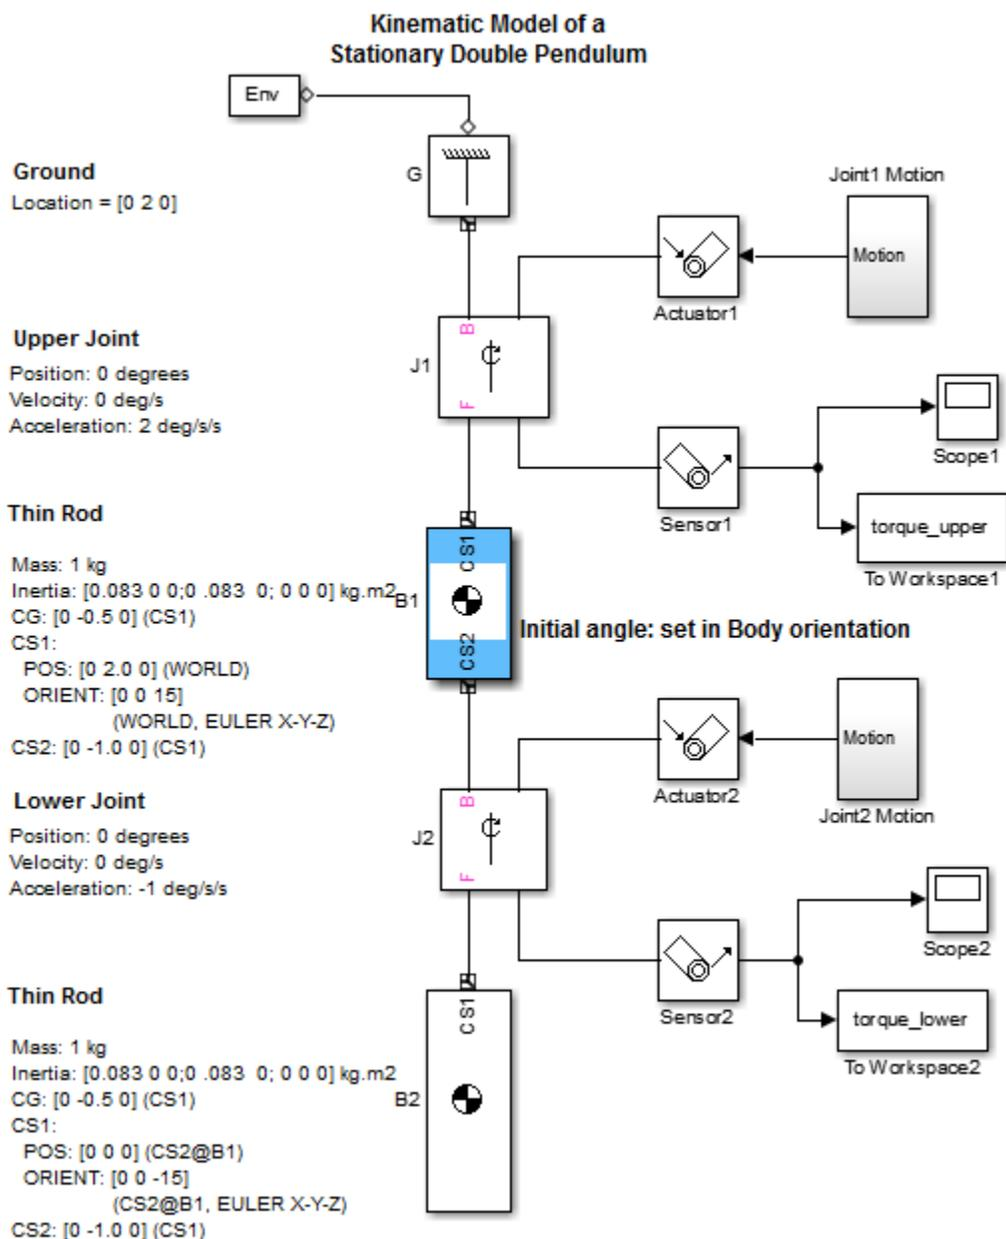 Kinematic Model of a
Stationary Double Pendulum
Env
G
Ground
Location = [0 2 0]
Joint1 Motion
Motion
Actuator1
B
J1
F
Upper Joint
Position: 0 degrees
Velocity: 0 deg/s
Acceleration: 2 deg/s/s
Scope1
Sensor1
torque_upper
To Workspace1
Thin Rod
Mass: 1 kg
Inertia: [0.083 0 0;0 .083  0; 0 0 0] kg.m2
CG: [0 -0.5 0] (CS1)
CS1:
POS: [0 2.0 0] (WORLD)
ORIENT: [0 0 15]
(WORLD, EULER X-Y-Z)
CS2: [0 -1.0 0] (CS1)
CS1
B1
CS2
Initial angle: set in Body orientation
Motion
Joint2 Motion
Actuator2
Lower Joint
Position: 0 degrees
Velocity: 0 deg/s
Acceleration: -1 deg/s/s
B
J2
F
Scope2
Sensor2
torque_lower
To Workspace2
Thin Rod
Mass: 1 kg
Inertia: [0.083 0 0;0 .083  0; 0 0 0] kg.m2
CG: [0 -0.5 0] (CS1)
CS1:
POS: [0 0 0] (CS2@B1)
ORIENT: [0 0 -15]
(CS2@B1, EULER X-Y-Z)
CS2: [0 -1.0 0] (CS1)
CS1
B2